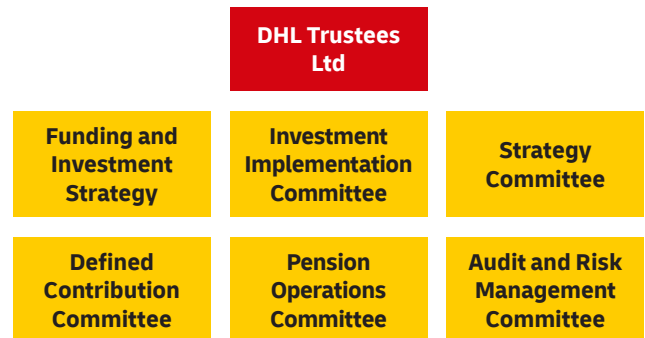 DHL Trustees
Ltd
Funding and
Investment
Strategy
Investment
Implementation
Committee
Strategy
Committee
Defined
Contribution
Committee
Pension
Operations
Committee
Audit and Risk
Management
Committee